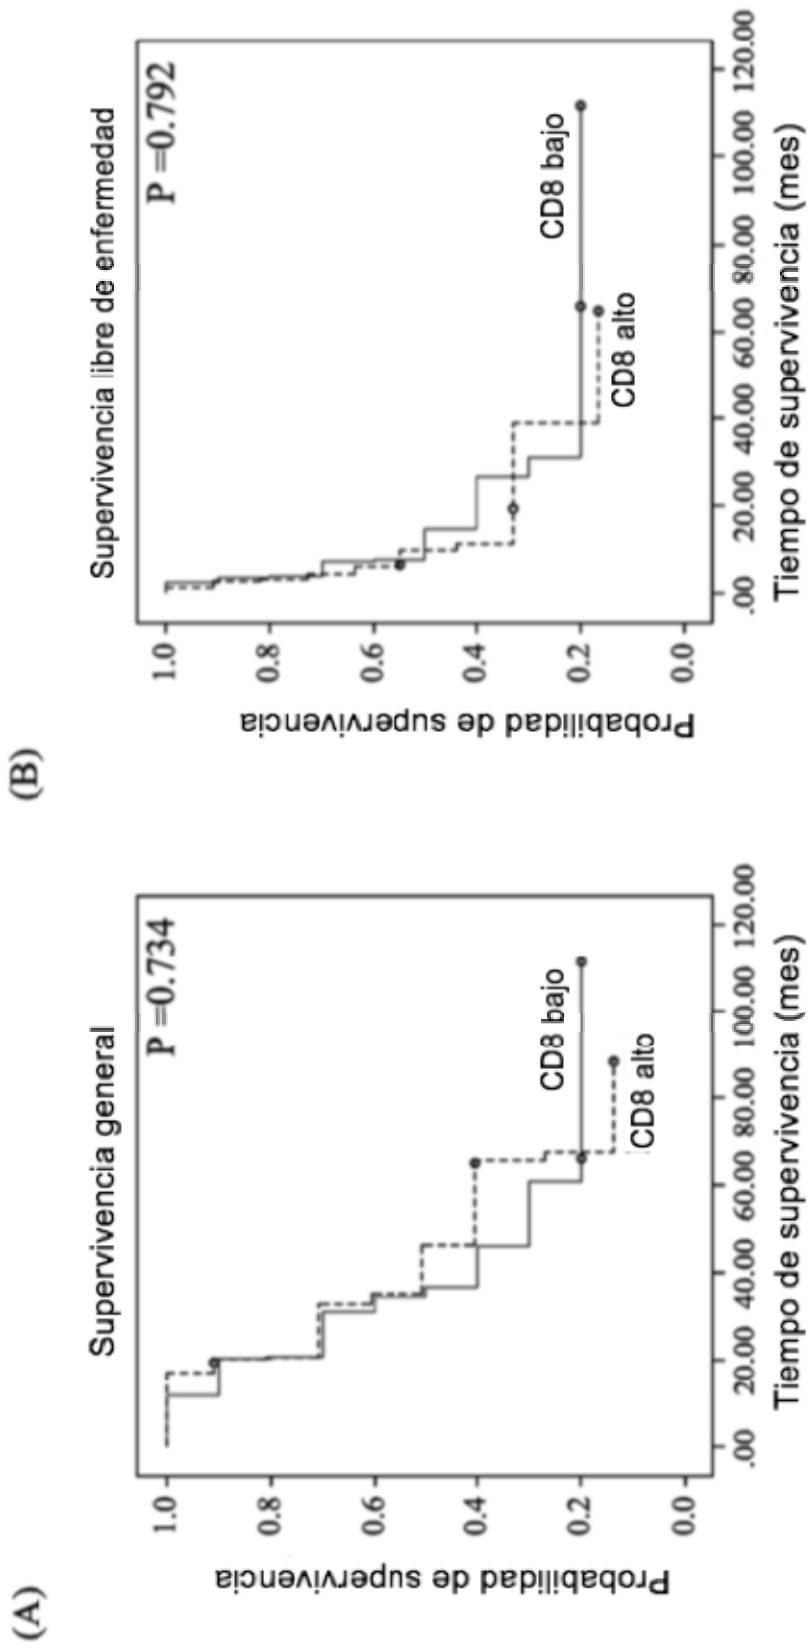 (A)
Supervivencia general
P =0.734
Probabilidad de supervivencia
1.0
0.8
0.6
0.4
0.2
0.0
CD8 bajo
CD8 alto
.00 20.00 40.00 60.00 80.00 100.00 120.00
Tiempo de supervivencia (mes)
(B)
Supervivencia libre de enfermedad
P =0.792
Probabilidad de supervivencia
1.0
0.8
0.6
0.4
0.2
0.0
CD8 bajo
CD8 alto
.00 20.00 40.00 60.00 80.00 100.00 120.00
Tiempo de supervivencia (mes)